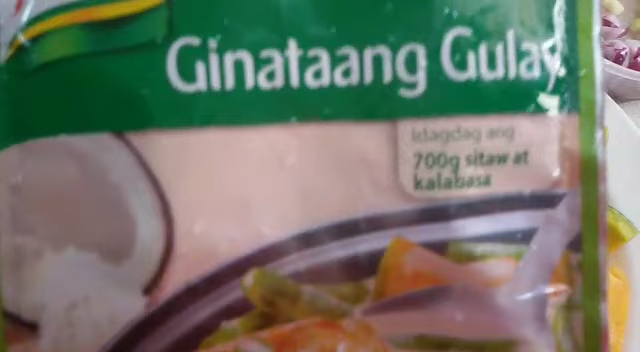 Ginataang Gulay
Idagdag ang
700g sitaw at
kalabasa